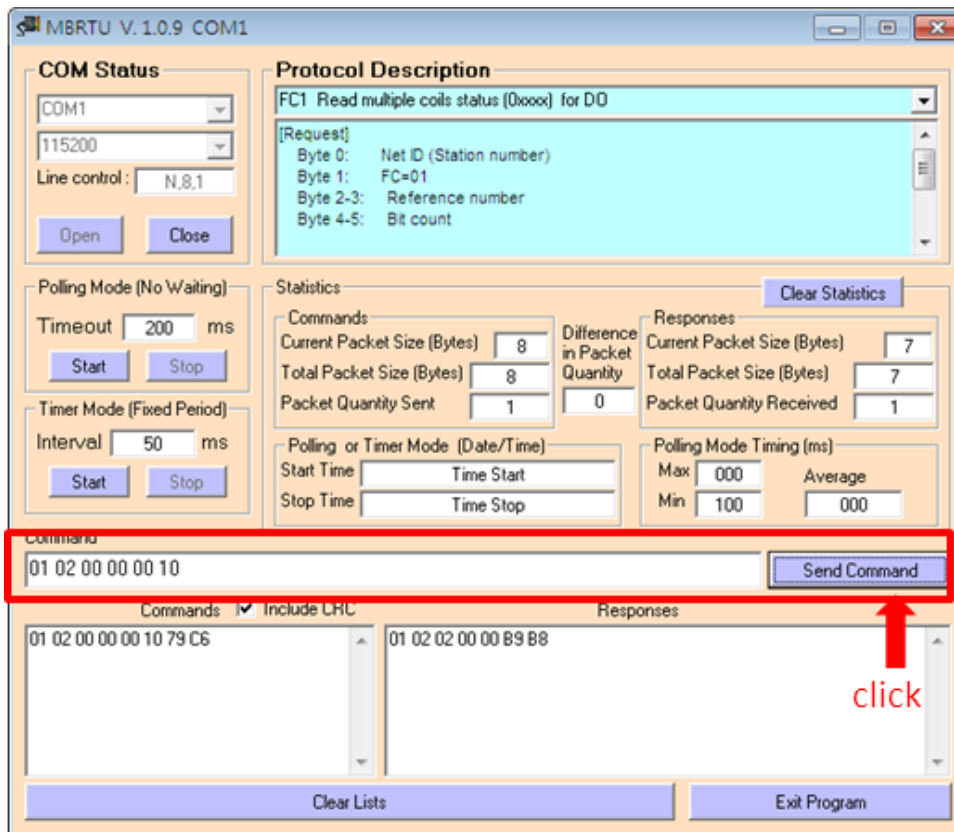 MBRTU V. 1.0.9 COM1
COM Status
COM1
115200
Line control : N,8,1
Open Close
Protocol Description
FC1 Read multiple coils status (0xxxx) for DO
[Request]
Byte 0: Net ID (Station number)
Byte 1: FC=01
Byte 2-3: Reference number
Byte 4-5: Bit count
Polling Mode (No Waiting)
Timeout 200 ms
Start Stop
Timer Mode (Fixed Period)
Interval 50 ms
Start Stop
Statistics
Clear Statistics
Commands
Current Packet Size (Bytes) 8
Total Packet Size (Bytes) 8
Packet Quantity Sent 1
Difference
in Packet
Quantity
0
Responses
Current Packet Size (Bytes) 7
Total Packet Size (Bytes) 7
Packet Quantity Received 1
Polling or Timer Mode (Date/Time)
Start Time Time Start
Stop Time Time Stop
Polling Mode Timing (ms)
Max 000 Average
Min 100 000
Command
01 02 00 00 00 10 Send Command
Commands Include CRC Responses
01 02 00 00 00 10 79 C6
01 02 02 00 00 B9 B8
click
Clear Lists Exit Program